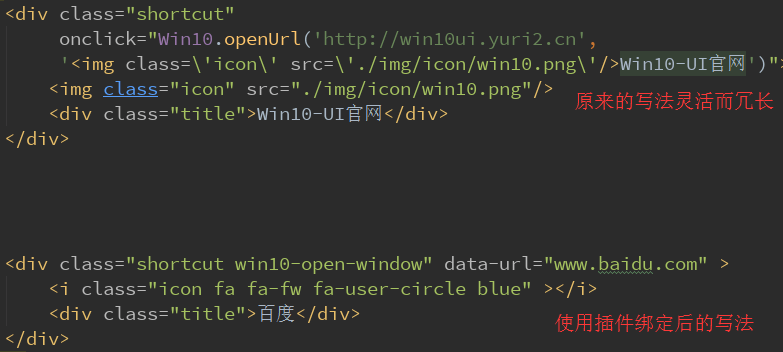 <div class="shortcut"
onclick="Win10.openUrl('http://win10ui.yuri2.cn',
'<img class=\'icon\' src=\'./img/icon/win10.png\'/>Win10-UI官网')">
<img class="icon" src="./img/icon/win10.png"/>
原来的写法灵活而冗长
<div class="title">Win10-UI官网</div>
</div>
<div class="shortcut win10-open-window" data-url="www.baidu.com" >
<i class="icon fa fa-fw fa-user-circle blue" ></i>
<div class="title">百度</div>
使用插件绑定后的写法
</div>